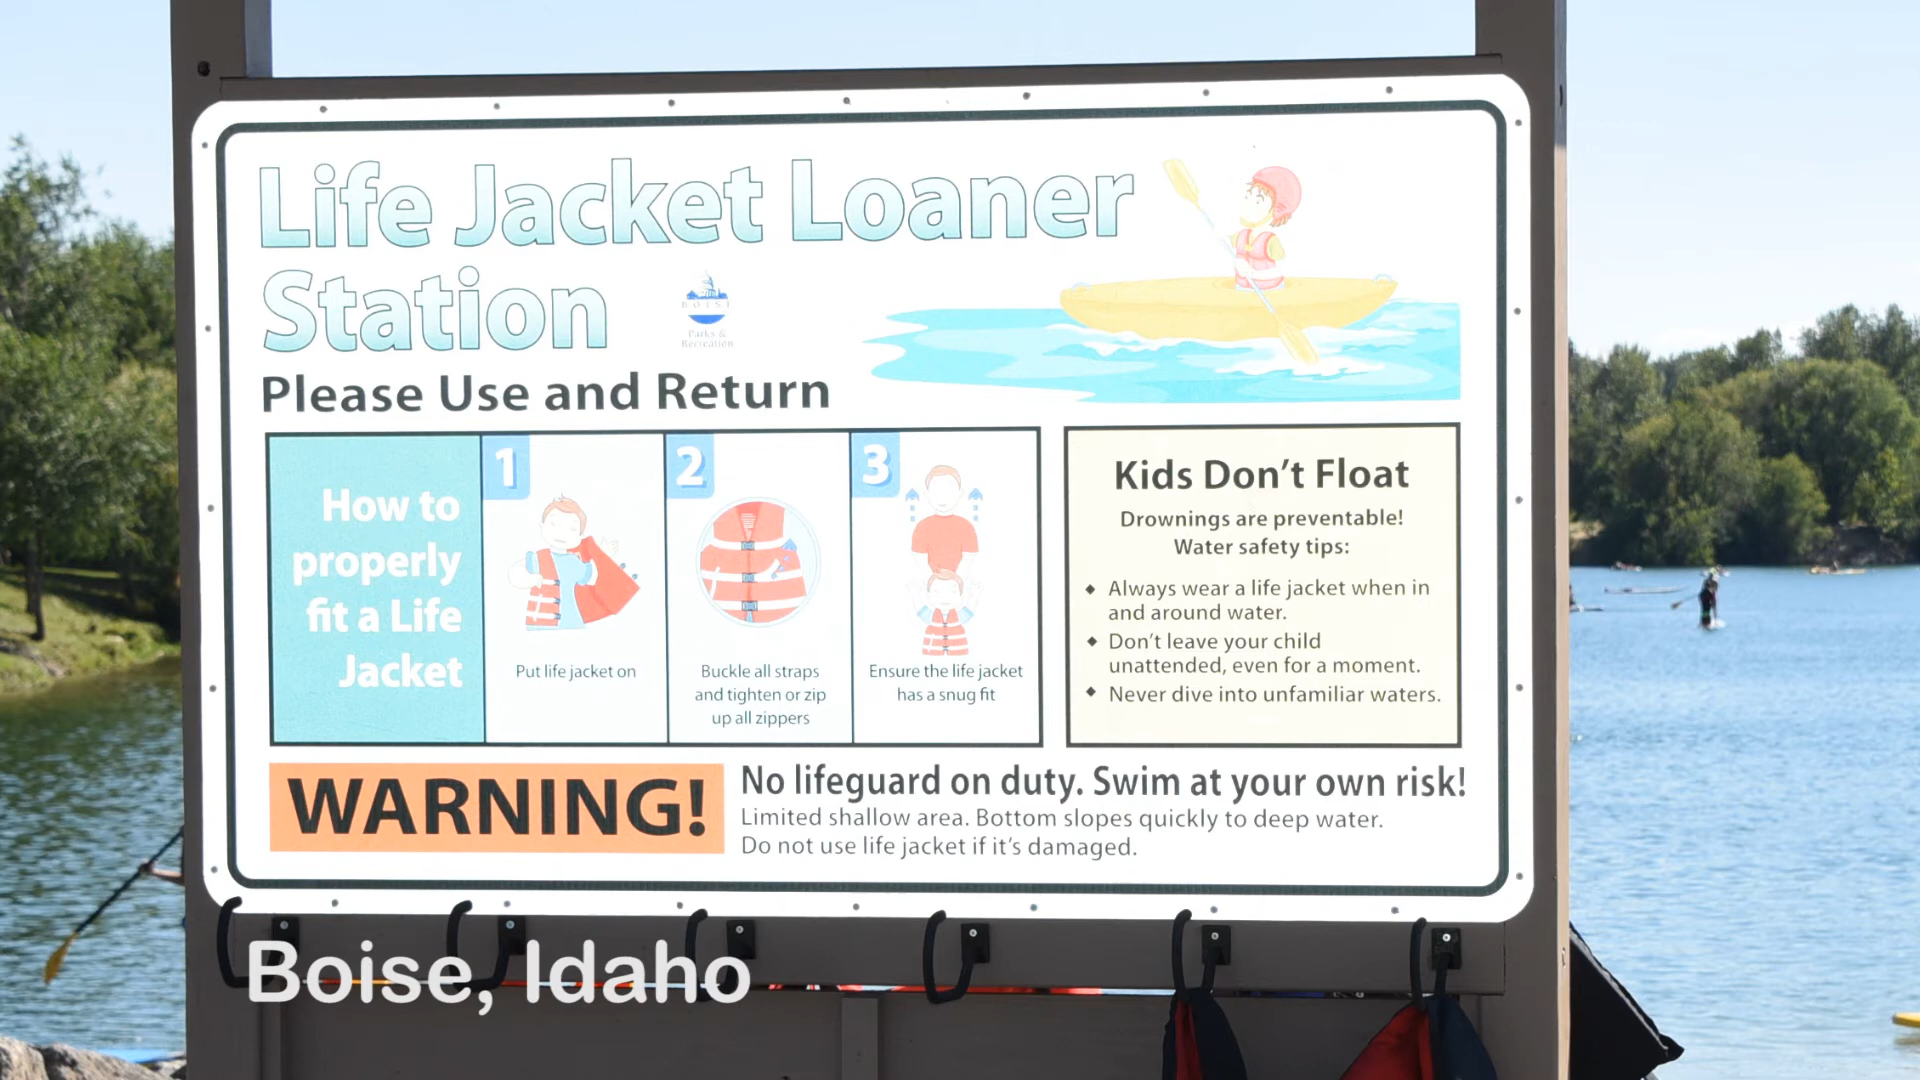 Life Jacket Loaner
Station
BOISE
Parks &
Recreation
Please Use and Return
How to
properly
fit a Life
Jacket
1
Put life jacket on
2
Buckle all straps
and tighten or zip
up all zippers
3
Ensure the life jacket
has a snug fit
Kids Don't Float
Drownings are preventable!
Water safety tips:
◆ Always wear a life jacket when in
and around water.
◆ Don't leave your child
unattended, even for a moment.
◆ Never dive into unfamiliar waters.
WARNING!
No lifeguard on duty. Swim at your own risk!
Limited shallow area. Bottom slopes quickly to deep water.
Do not use life jacket if it's damaged.
Boise, Idaho